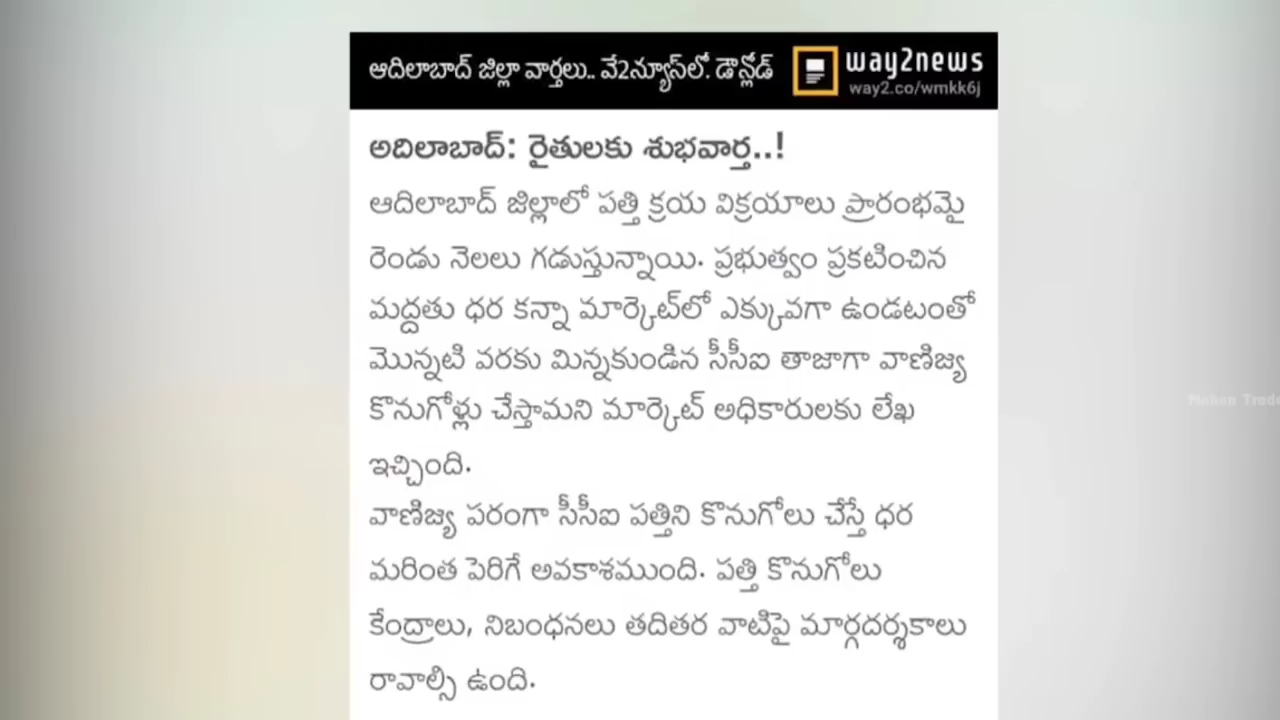 ఆదిలాబాద్ జిల్లా వార్తలు.. వే2న్యూస్‌లో. డౌన్లోడ్
way2news
way2.co/wmkk6j
అదిలాబాద్: రైతులకు శుభవార్త..!
ఆదిలాబాద్ జిల్లాలో పత్తి క్రయ విక్రయాలు ప్రారంభమై
రెండు నెలలు గడుస్తున్నాయి. ప్రభుత్వం ప్రకటించిన
మద్దతు ధర కన్నా మార్కెట్‌లో ఎక్కువగా ఉండటంతో
మొన్నటి వరకు మిన్నకుండిన సీసీఐ తాజాగా వాణిజ్య
కొనుగోళ్లు చేస్తామని మార్కెట్ అధికారులకు లేఖ
ఇచ్చింది.
వాణిజ్య పరంగా సీసీఐ పత్తిని కొనుగోలు చేస్తే ధర
మరింత పెరిగే అవకాశముంది. పత్తి కొనుగోలు
కేంద్రాలు, నిబంధనలు తదితర వాటిపై మార్గదర్శకాలు
రావాల్సి ఉంది.